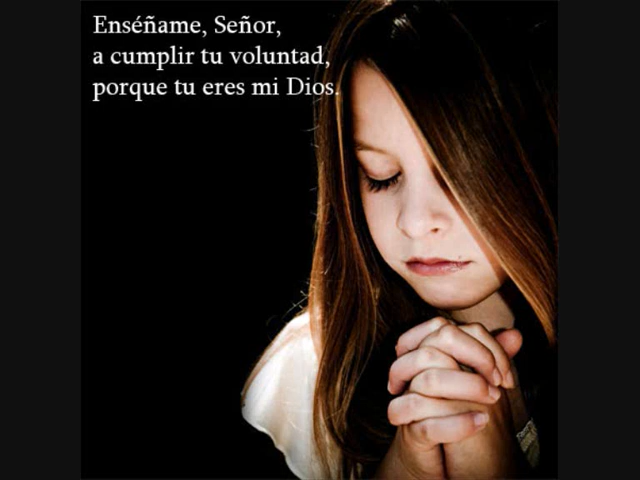 Enséñame, Señor,
a cumplir tu voluntad,
porque tu eres mi Dios.